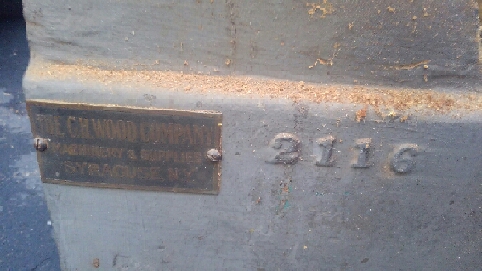 THE C.H. WOOD COMPANY
MACHINERY & SUPPLIES
SYRACUSE N.Y.
2116